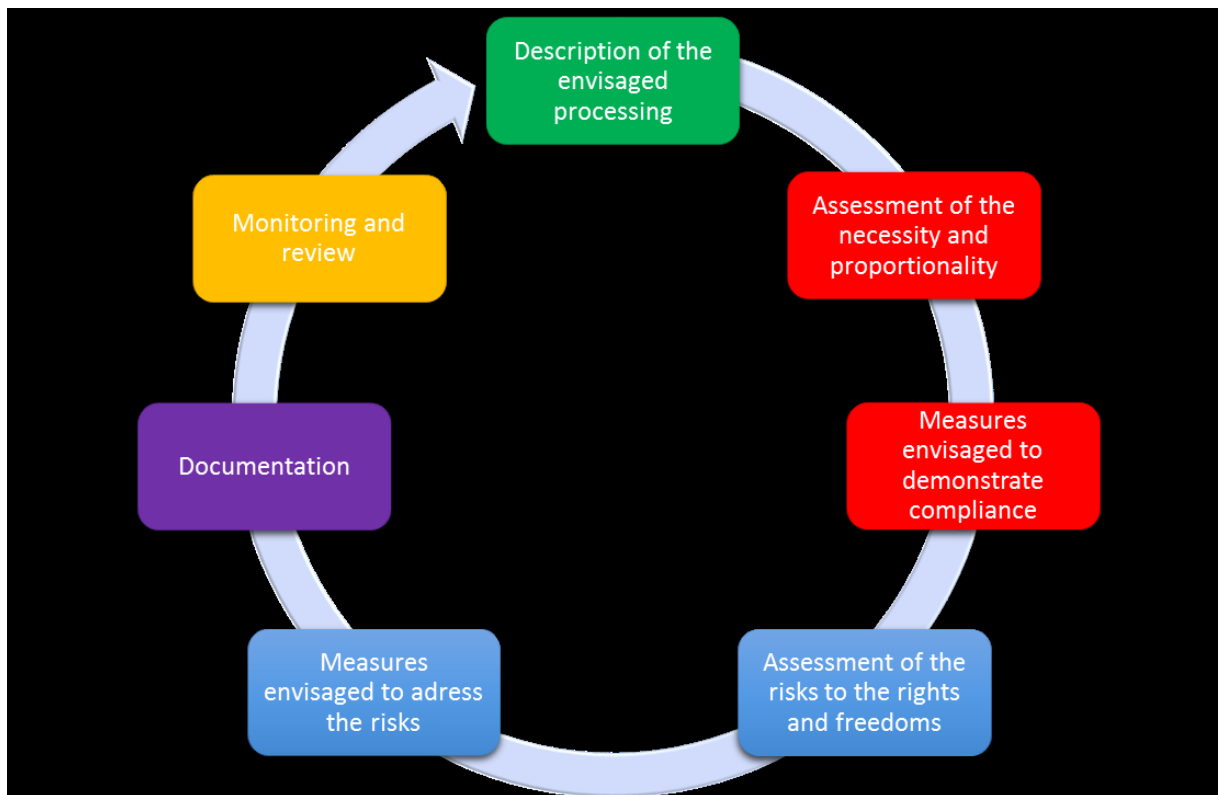 Description of the
envisaged
processing
Assessment of the
necessity and
proportionality
Measures
envisaged to
demonstrate
compliance
Assessment of the
risks to the rights
and freedoms
Measures
envisaged to adress
the risks
Documentation
Monitoring and
review